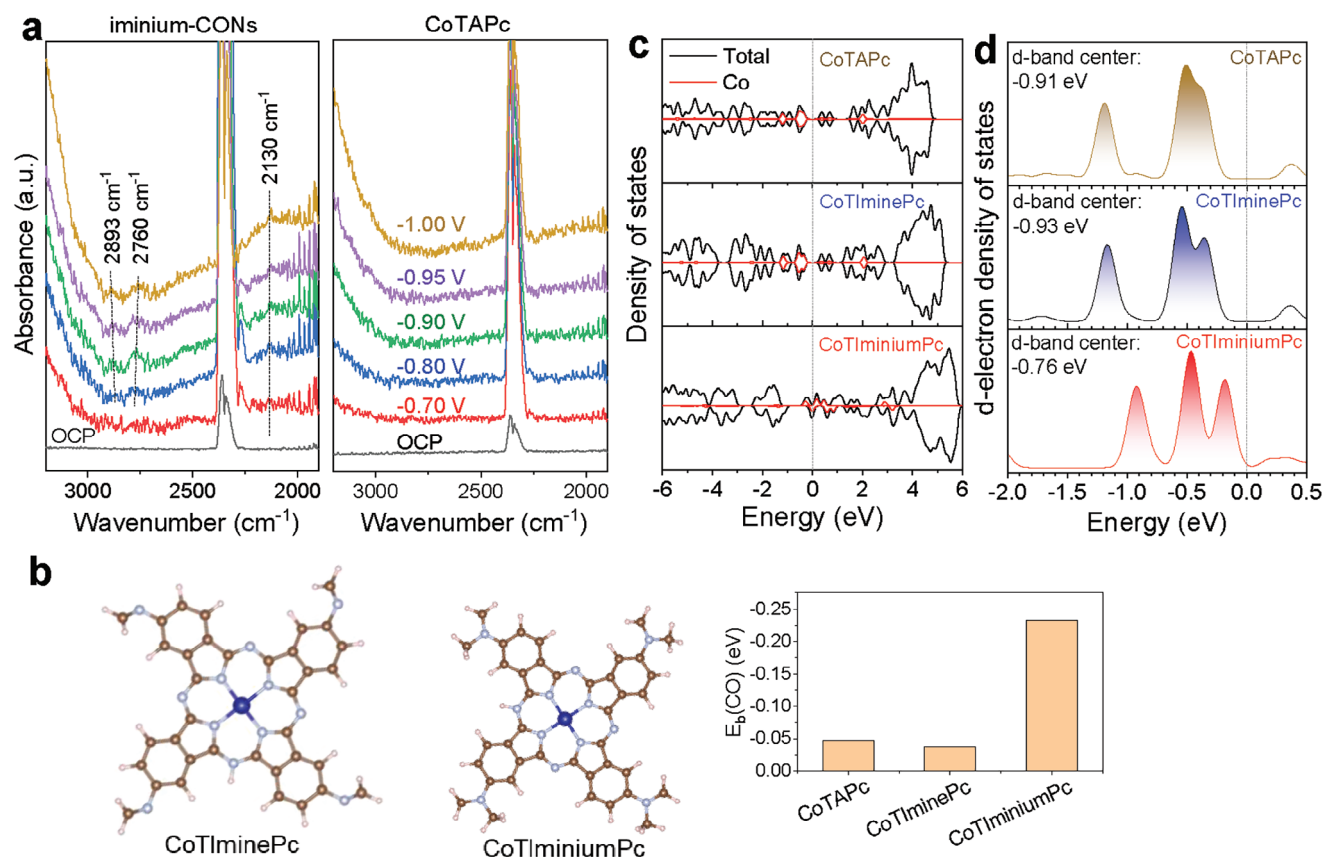 a
iminium-CONs
CoTAPc
Absorbance (a.u.)
2893 cm⁻¹
2760 cm⁻¹
2130 cm⁻¹
OCP
-1.00 V
-0.95 V
-0.90 V
-0.80 V
-0.70 V
OCP
3000 2500 2000
3000 2500 2000
Wavenumber (cm⁻¹)
Wavenumber (cm⁻¹)
c
Total
Co
CoTAPc
CoTIminePc
CoTIminiumPc
Density of states
-6 -4 -2 0 2 4 6
Energy (eV)
d
d-band center:
-0.91 eV
CoTAPc
d-band center:
-0.93 eV
CoTIminePc
d-band center:
-0.76 eV
CoTIminiumPc
d-electron density of states
-2.0 -1.5 -1.0 -0.5 0.0 0.5
Energy (eV)
b
CoTIminePc
CoTIminiumPc
E_b(CO) (eV)
-0.25
-0.20
-0.15
-0.10
-0.05
0.00
CoTAPc
CoTIminePc
CoTIminiumPc